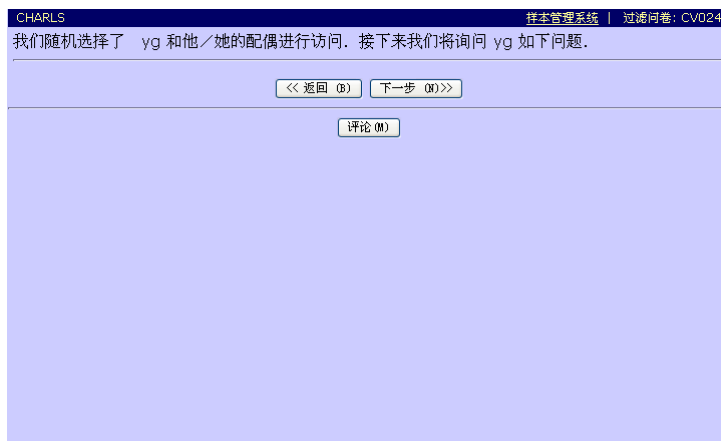 CHARLS 样本管理系统 | 过滤问卷: CV024
我们随机选择了 yg 和他／她的配偶进行访问. 接下来我们将询问 yg 如下问题.
<< 返回 (B) 下一步 (N)>>
评论(M)